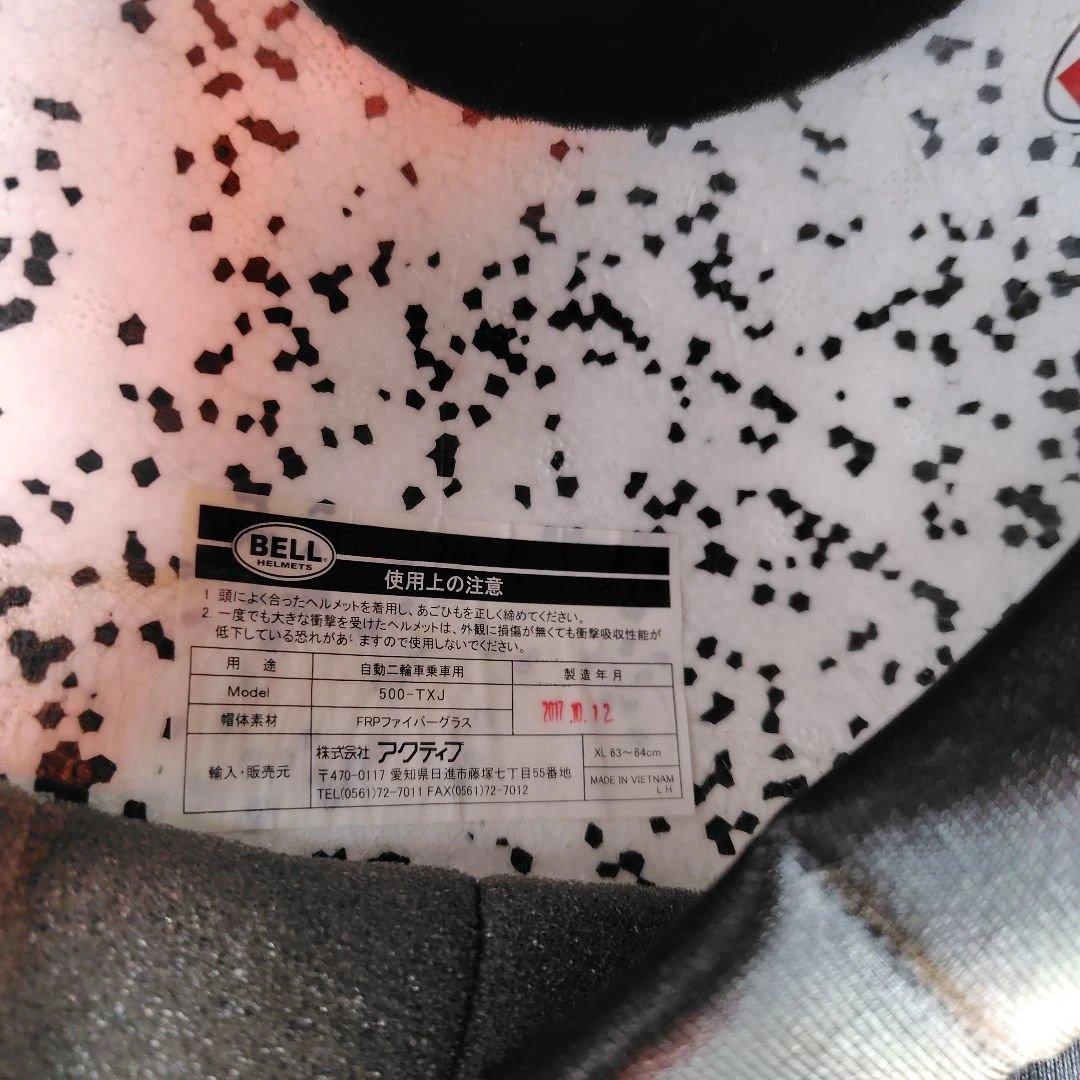 BELL
HELMETS
使用上の注意
1 頭によく合ったヘルメットを着用し、あごひもを正しく締めてください。
2. 一度でも大きな衝撃を受けたヘルメットは、外観に損傷が無くても衝撃吸収性能が
低下している恐れがありますので使用しないでください。
用 途 自動二輪車乗車用 製造年月
Model 500-TXJ 2017.10.12
帽体素材 FRPファイバーグラス
輸入・販売元 株式会社 アクティブ XL 63～64cm
〒470-0117 愛知県日進市藤塚七丁目55番地 MADE IN VIETNAM
TEL(0561)72-7011 FAX(0561)72-7012 LH